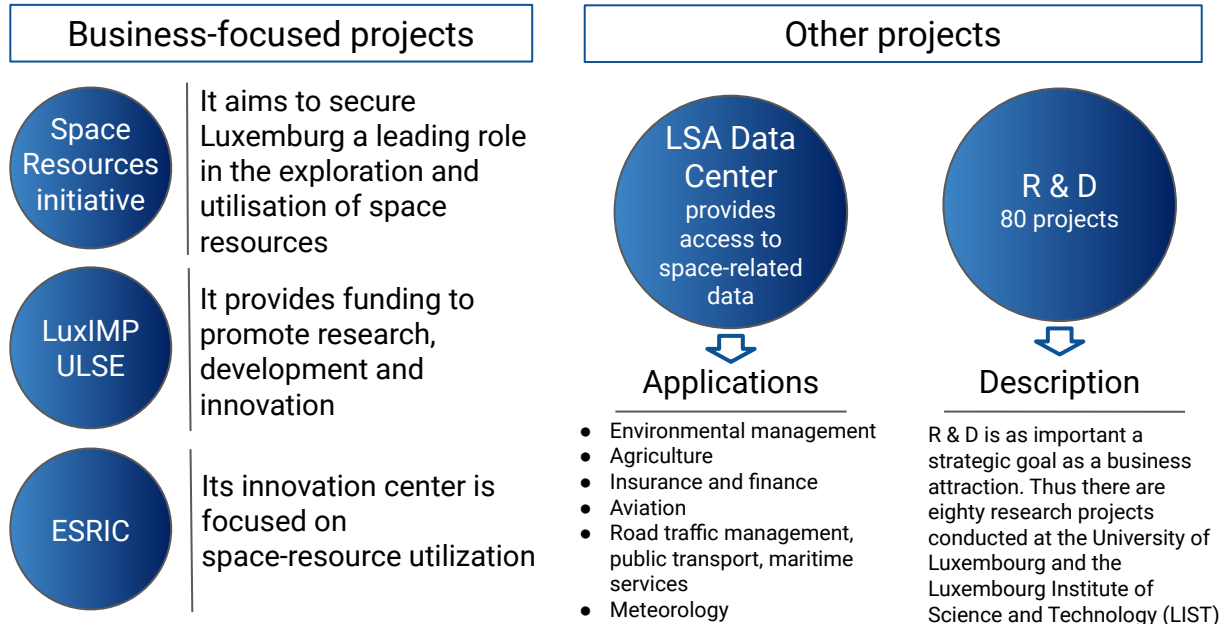 Business-focused projects
Space
Resources
initiative
It aims to secure
Luxemburg a leading role
in the exploration and
utilisation of space
resources
LuxIMP
ULSE
It provides funding to
promote research,
development and
innovation
ESRIC
Its innovation center is
focused on
space-resource utilization
Other projects
LSA Data
Center
provides
access to
space-related
data
Applications
● Environmental management
● Agriculture
● Insurance and finance
● Aviation
● Road traffic management,
public transport, maritime
services
● Meteorology
R & D
80 projects
Description
R & D is as important a
strategic goal as a business
attraction. Thus there are
eighty research projects
conducted at the University of
Luxembourg and the
Luxembourg Institute of
Science and Technology (LIST)